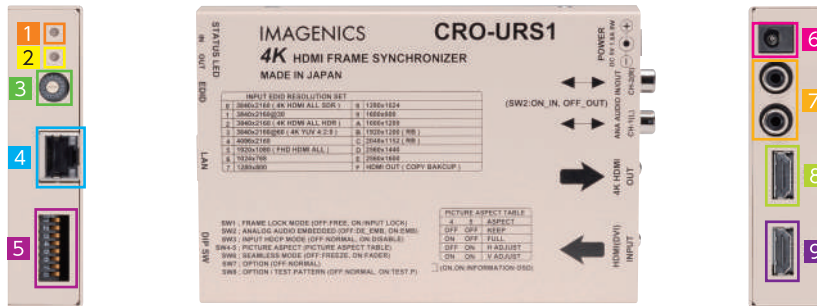 1
2
3
4
5
IMAGENICS
CRO-URS1
4K HDMI FRAME SYNCHRONIZER
MADE IN JAPAN
STATUS LED
IN OUT
EDID
LAN
DIP SW
POWER
DC 5V 1.5A 8W
ANA AUDIO IN/OUT
CH-2(R)
CH-1(L)
(SW2:ON_IN, OFF_OUT)
4K HDMI
OUT
HDMI(DVI)
INPUT
INPUT EDID RESOLUTION SET
0 3840x2160 ( 4K HDMI ALL SDR ) 8 1280x1024
1 3840x2160@30 9 1600x900
2 3840x2160 ( 4K HDMI ALL HDR ) A 1600x1200
3 3840x2160@60 ( 4K YUV 4:2:0 ) B 1920x1200 ( RB )
4 4096x2160 C 2048x1152 ( RB )
5 1920x1080 ( FHD HDMI ALL ) D 2560x1440
6 1024x768 E 2560x1600
7 1280x800 F HDMI OUT ( COPY BAKCUP )
SW1 ; FRAME LOCK MODE (OFF:FREE, ON:INPUT LOCK)
SW2 ; ANALOG AUDIO EMBEDDED (OFF:DE_EMB, ON:EMB)
SW3 ; INPUT HDCP MODE (OFF:NORMAL, ON:DISABLE)
SW4-5 ; PICTURE ASPECT (PICTURE ASPECT TABLE)
SW6 ; SEAMLESS MODE (OFF:FREEZE, ON:FADER)
SW7 ; OPTION (OFF:NORMAL)
SW8 ; OPTION / TEST PATTERN (OFF:NORMAL, ON:TEST.P)
PICTURE ASPECT TABLE
4 5 ASPECT
OFF OFF KEEP
ON OFF FULL
OFF ON H ADJUST
ON ON V ADJUST
(ON,ON:INFORMATION OSD)
6
7
8
9